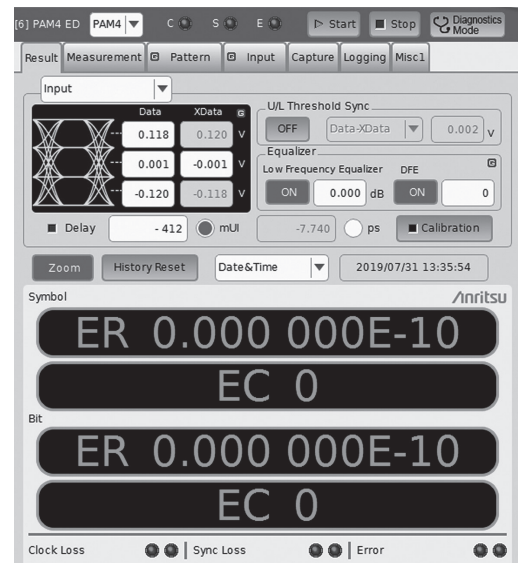 [6] PAM4 ED PAM4 C S E Start Stop Diagnostics Mode
Result Measurement G Pattern G Input Capture Logging Misc1
Input
Data XData G
0.118 0.120 V
0.001 -0.001 V
-0.120 -0.118 V
U/L Threshold Sync
OFF Data-XData 0.002 V
Equalizer
Low Frequency Equalizer DFE G
ON 0.000 dB ON 0
Delay -412 mUI -7.740 ps Calibration
Zoom History Reset Date&Time 2019/07/31 13:35:54
Symbol Anritsu
ER 0.000 000E-10
EC 0
Bit
ER 0.000 000E-10
EC 0
Clock Loss Sync Loss Error